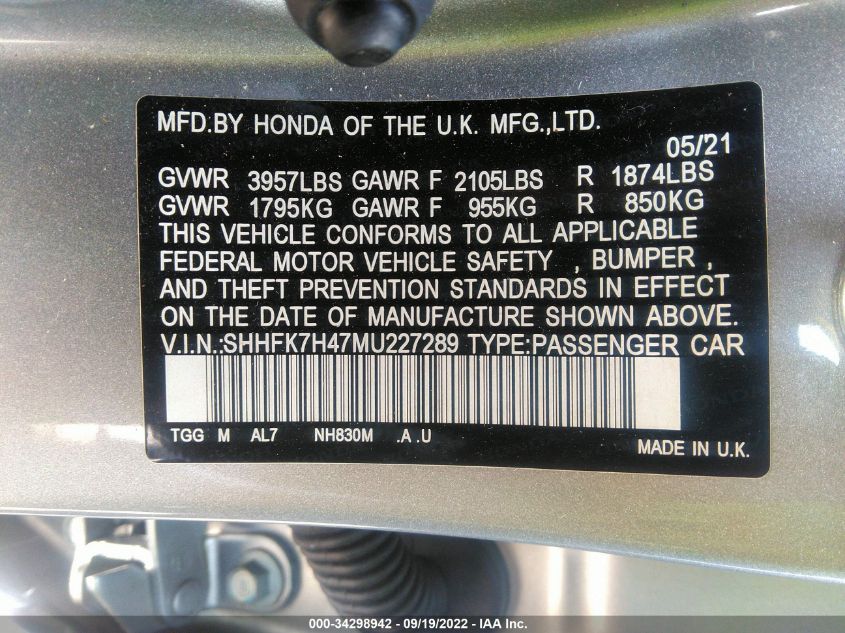 MFD.BY HONDA OF THE U.K. MFG.,LTD.
05/21
GVWR 3957LBS GAWR F 2105LBS R 1874LBS
GVWR 1795KG GAWR F 955KG R 850KG
THIS VEHICLE CONFORMS TO ALL APPLICABLE
FEDERAL MOTOR VEHICLE SAFETY , BUMPER ,
AND THEFT PREVENTION STANDARDS IN EFFECT
ON THE DATE OF MANUFACTURE SHOWN ABOVE.
V.I.N.:SHHFK7H47MU227289 TYPE:PASSENGER CAR
TGG M AL7 NH830M .A .U
MADE IN U.K.
000-34298942 - 09/19/2022 - IAA Inc.